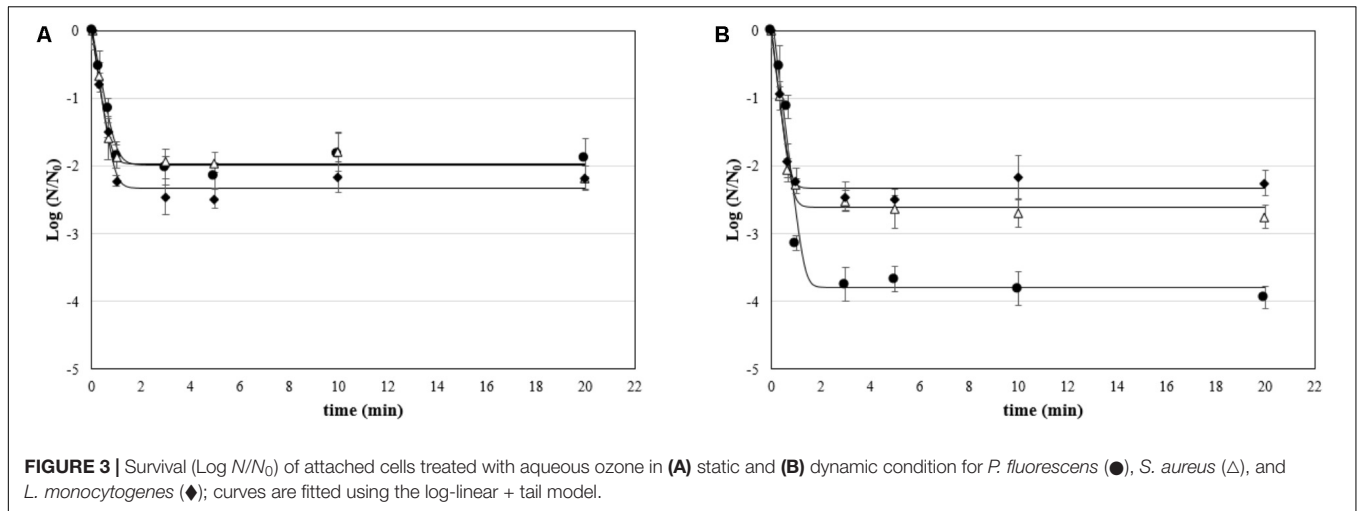 A
B
0
-1
-2
-3
-4
-5
Log (N/N₀)
0 2 4 6 8 10 12 14 16 18 20 22
time (min)
0
-1
-2
-3
-4
-5
Log (N/N₀)
0 2 4 6 8 10 12 14 16 18 20 22
time (min)
FIGURE 3 | Survival (Log N/N₀) of attached cells treated with aqueous ozone in (A) static and (B) dynamic condition for P. fluorescens (●), S. aureus (△), and
L. monocytogenes (♦); curves are fitted using the log-linear + tail model.